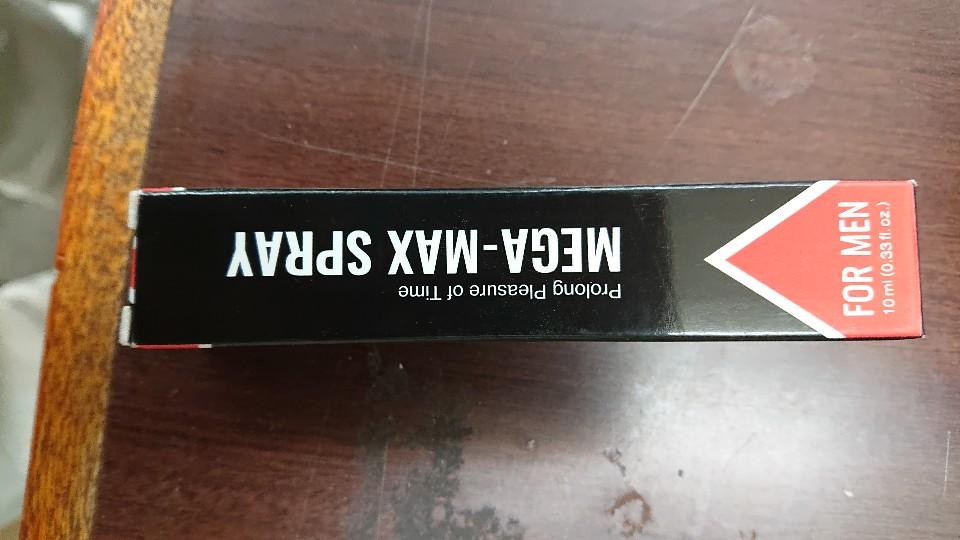 Prolong Pleasure of Time
MEGA-MAX SPRAY
FOR MEN
10 ml (0.33 fl. oz.)